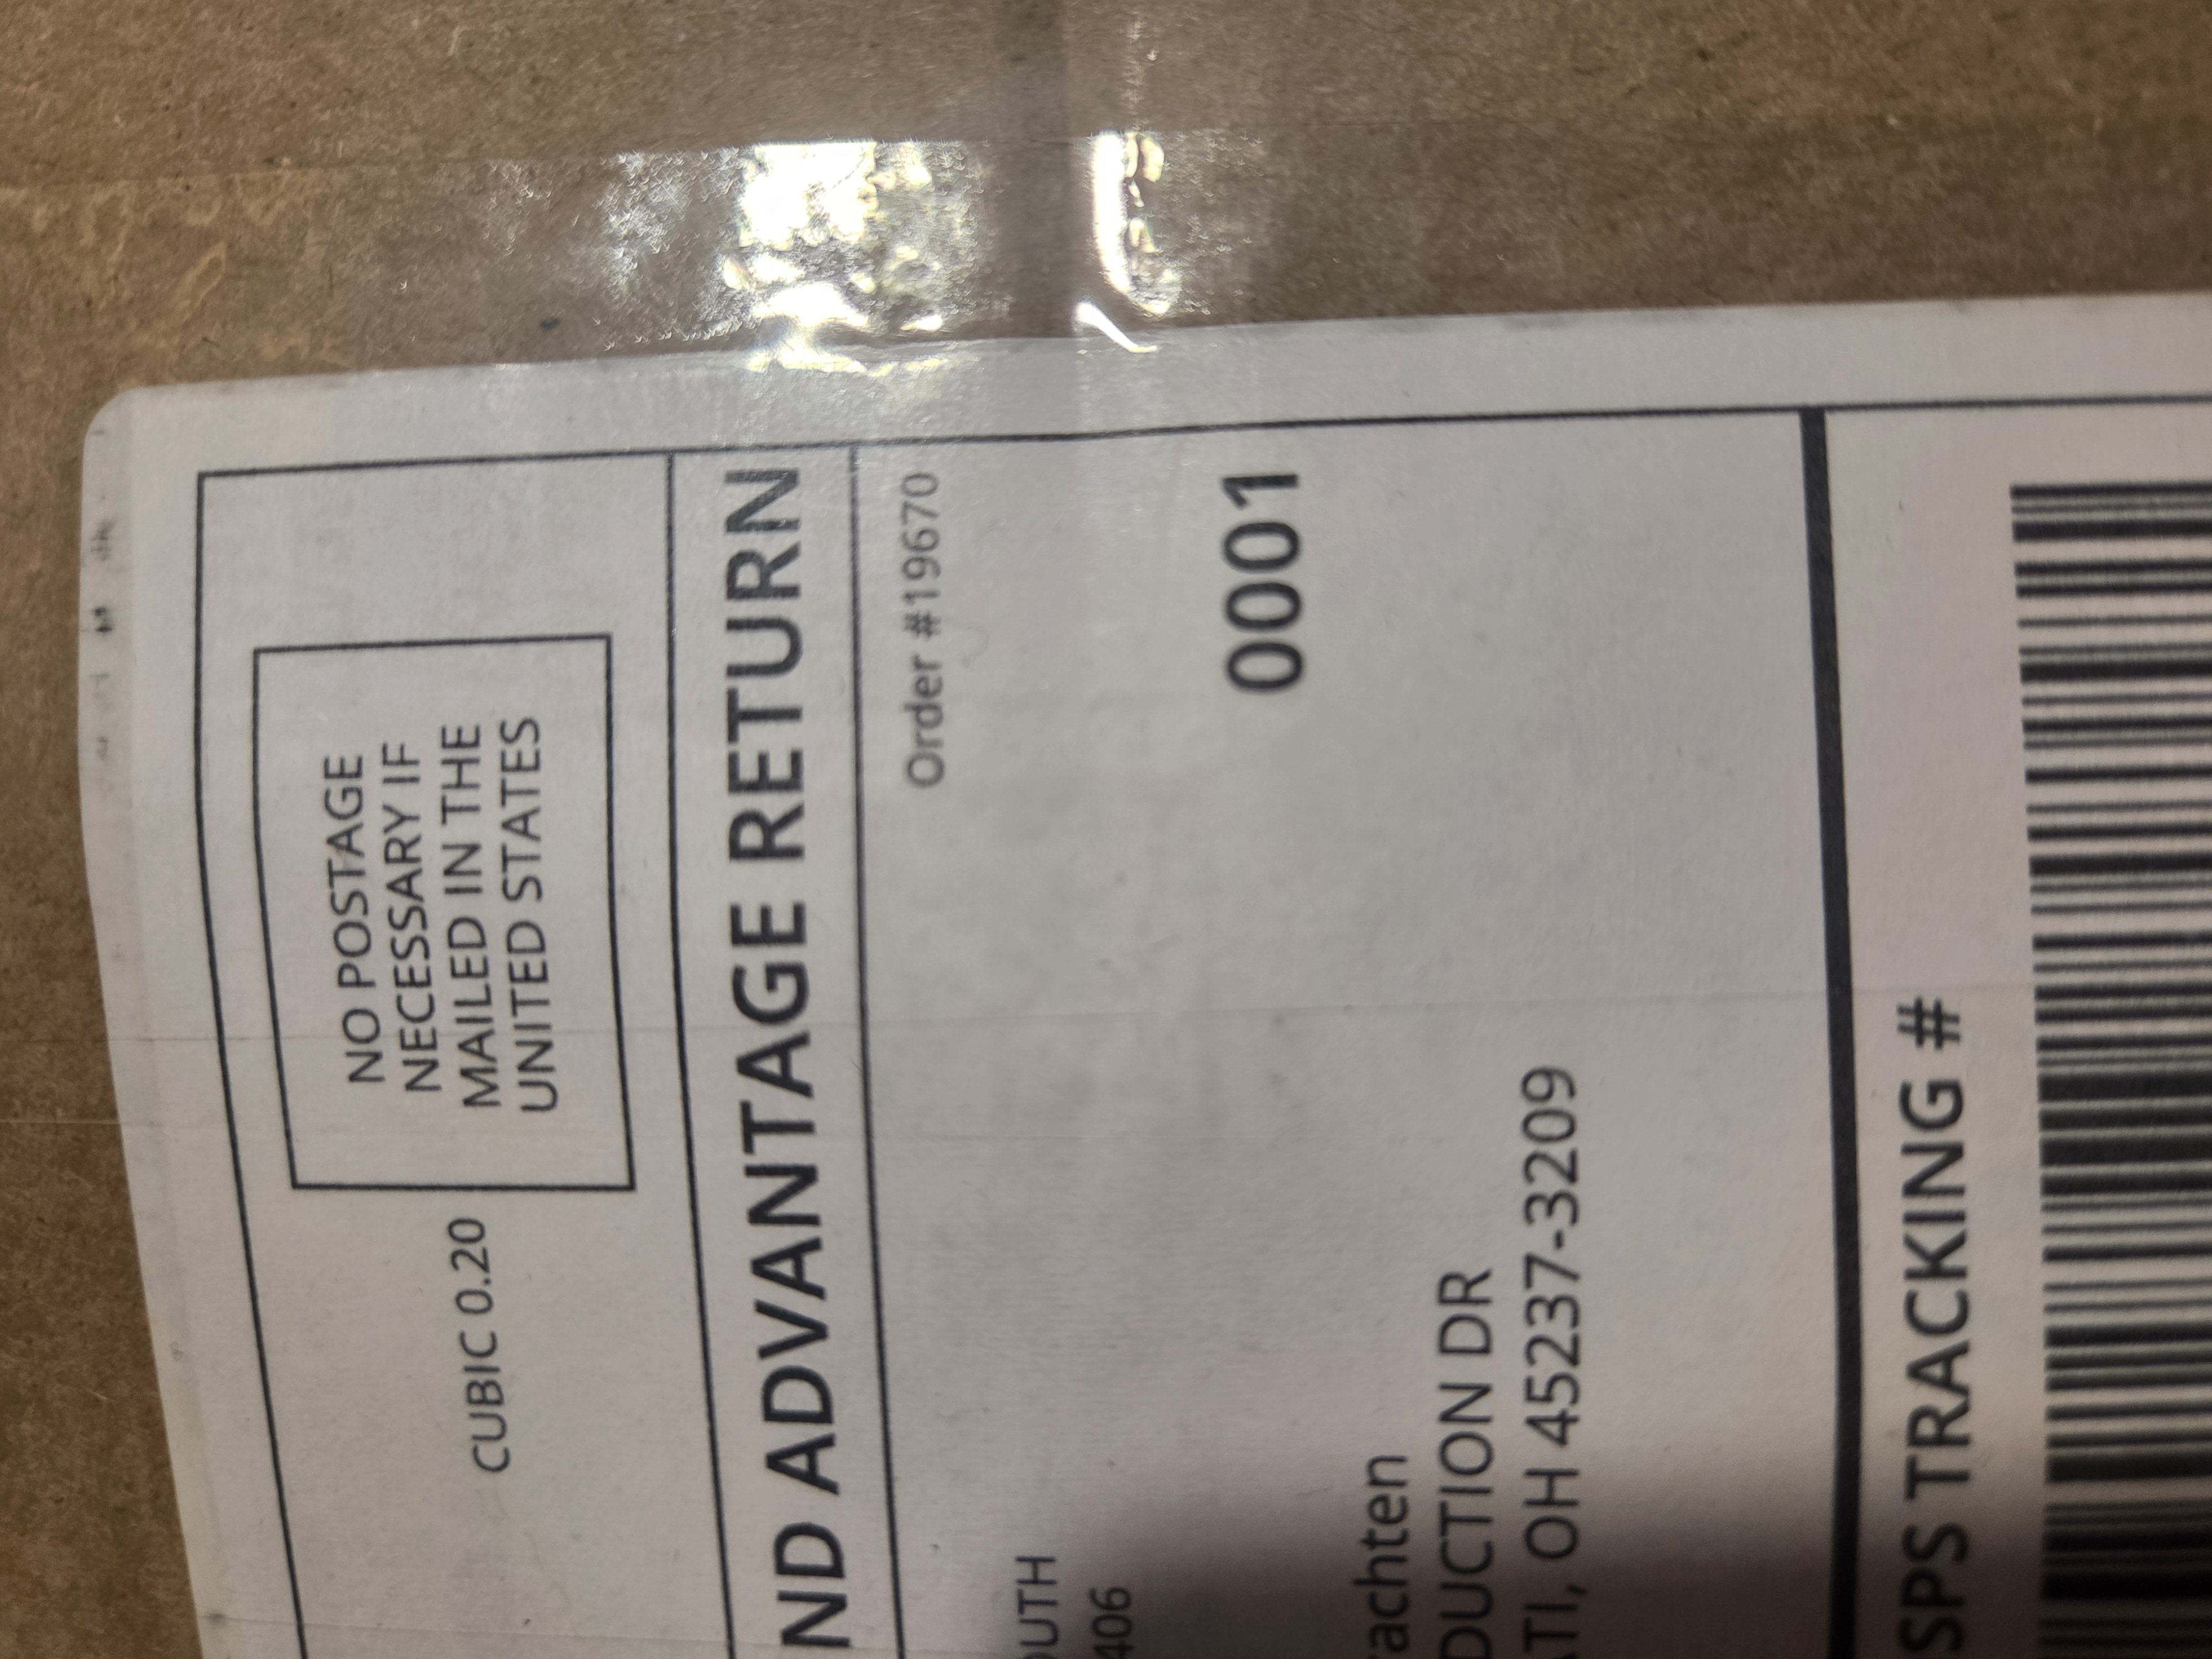 NO POSTAGE
NECESSARY IF
MAILED IN THE
UNITED STATES
CUBIC 0.20
ND ADVANTAGE RETURN
Order #19670
OUTH
406
0001
rachten
DUCTION DR
ATI, OH 45237-3209
SPS TRACKING #